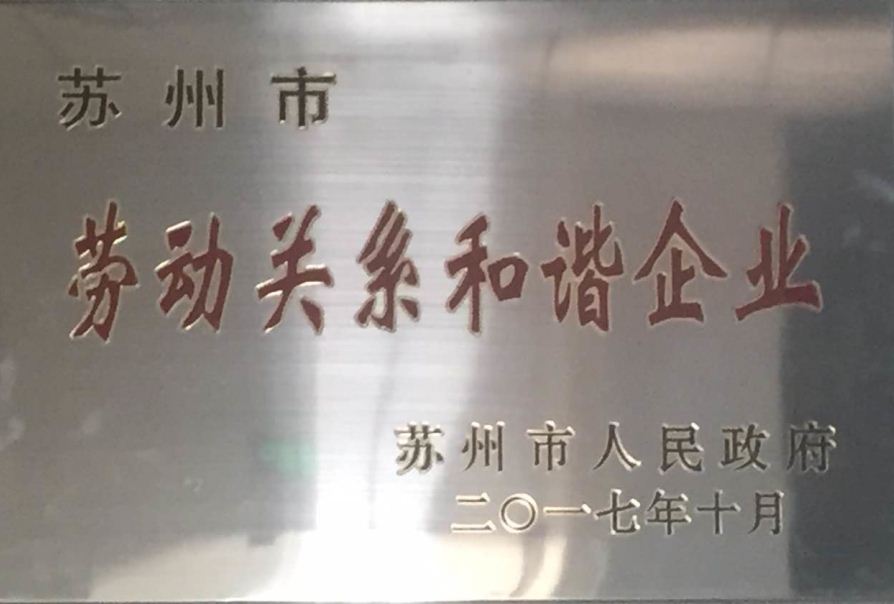 苏州市
劳动关系和谐企业
苏州市人民政府
二〇一七年十月